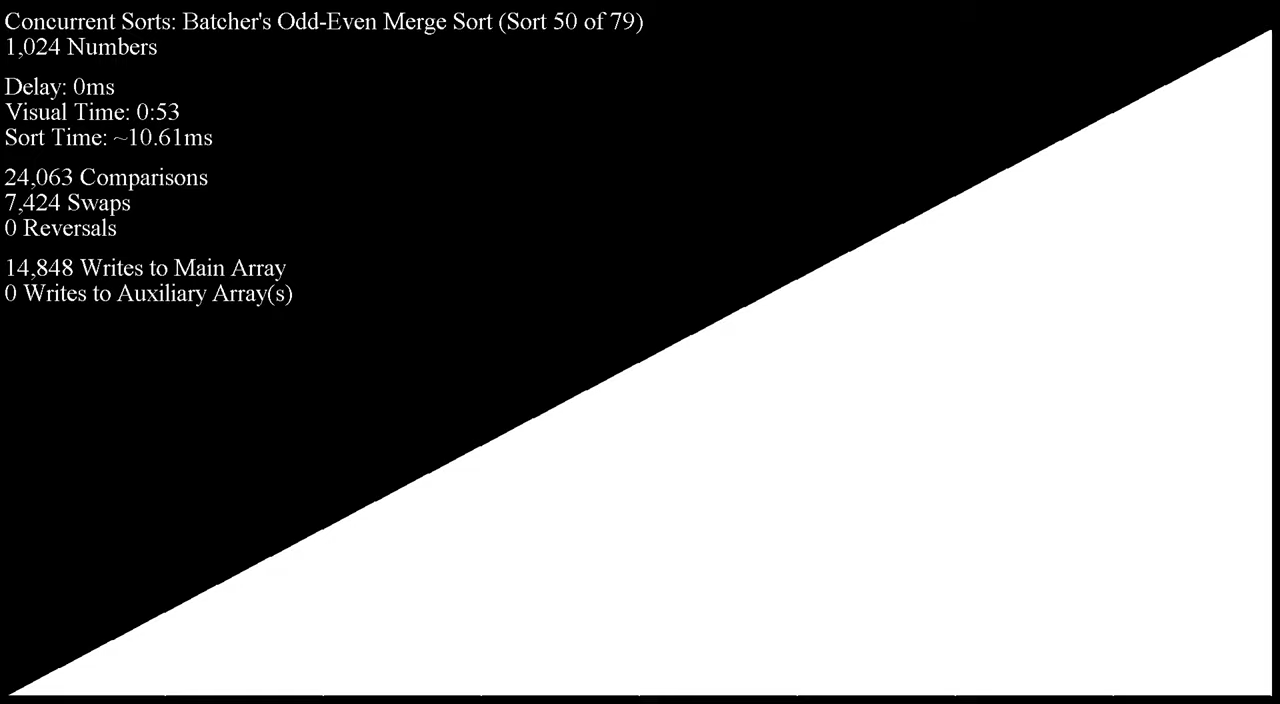 Concurrent Sorts: Batcher's Odd-Even Merge Sort (Sort 50 of 79)
1,024 Numbers
Delay: 0ms
Visual Time: 0:53
Sort Time: ~10.61ms
24,063 Comparisons
7,424 Swaps
0 Reversals
14,848 Writes to Main Array
0 Writes to Auxiliary Array(s)